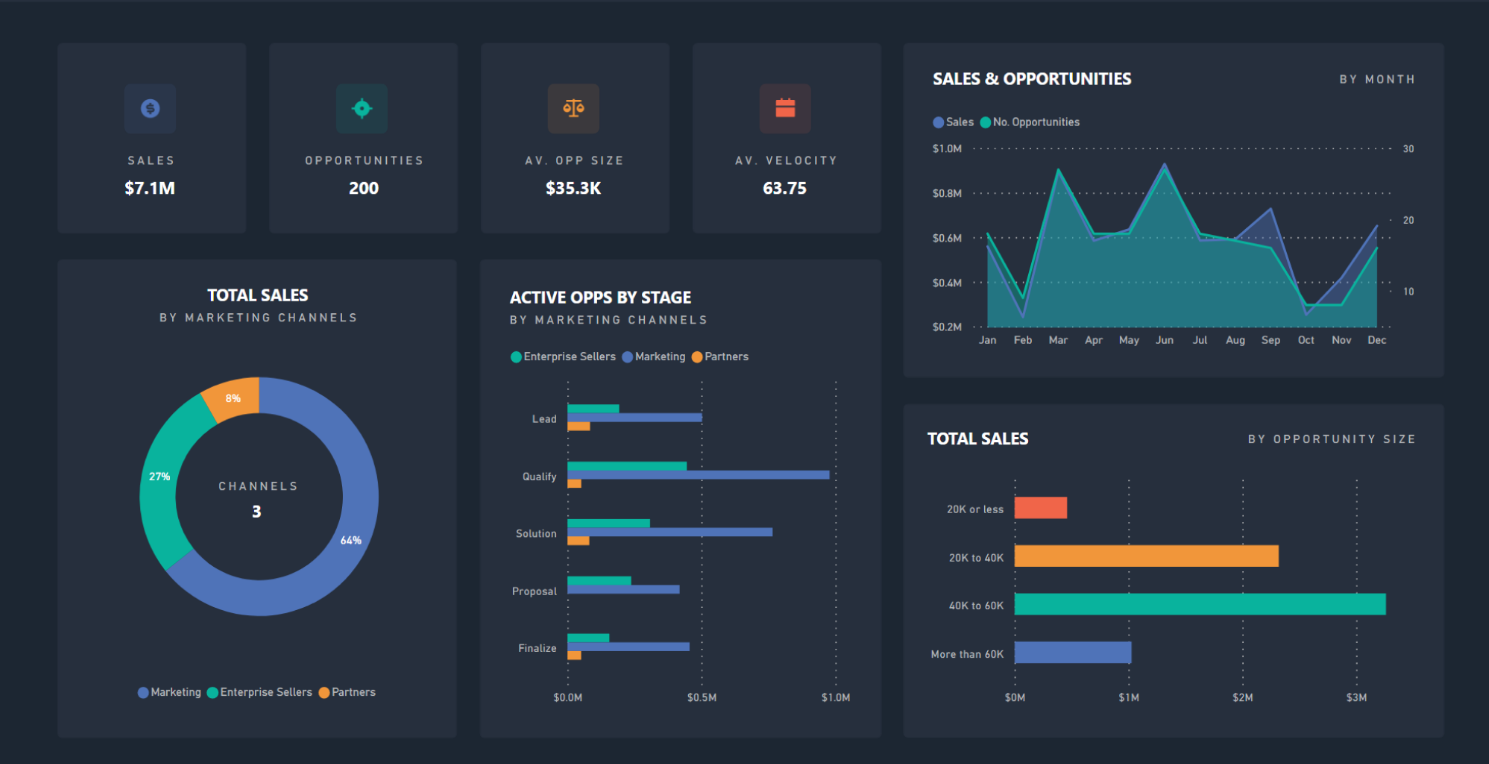 SALES
$7.1M
OPPORTUNITIES
200
AV. OPP SIZE
$35.3K
AV. VELOCITY
63.75
SALES & OPPORTUNITIES
BY MONTH
Sales No. Opportunities
$1.0M
$0.8M
$0.6M
$0.4M
$0.2M
30
20
10
Jan Feb Mar Apr May Jun Jul Aug Sep Oct Nov Dec
TOTAL SALES
BY MARKETING CHANNELS
8%
27%
64%
CHANNELS
3
Marketing Enterprise Sellers Partners
ACTIVE OPPS BY STAGE
BY MARKETING CHANNELS
Enterprise Sellers Marketing Partners
Lead
Qualify
Solution
Proposal
Finalize
$0.0M $0.5M $1.0M
TOTAL SALES
BY OPPORTUNITY SIZE
20K or less
20K to 40K
40K to 60K
More than 60K
$0M $1M $2M $3M